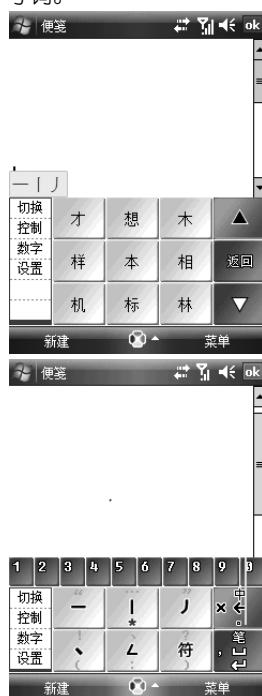 便笺 ok
一丨丿
切换 才 想 木
控制
数字 样 本 相 返回
设置
机 标 林
新建 菜单
便笺 ok
1 2 3 4 5 6 7 8 9 0
切换 一 丨 丿 × 中
控制 *
数字 丶 ㄥ 符 , 笔
设置 ( : )
新建 菜单